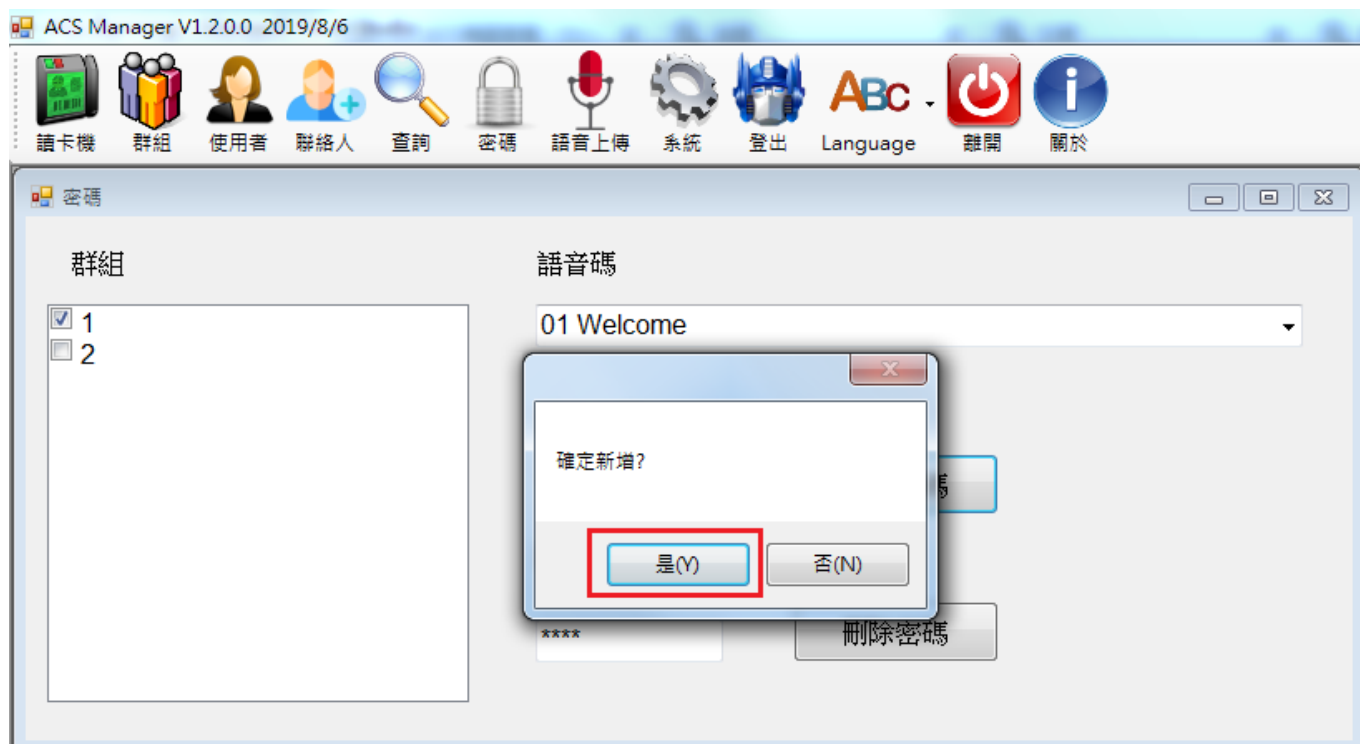 ACS Manager V1.2.0.0 2019/8/6
ABC
讀卡機 群組 使用者 聯絡人 查詢 密碼 語音上傳 系統 登出 Language 離開 關於
密碼
群組 語音碼
1
2
01 Welcome
確定新增?
碼
是(Y) 否(N)
**** 刪除密碼